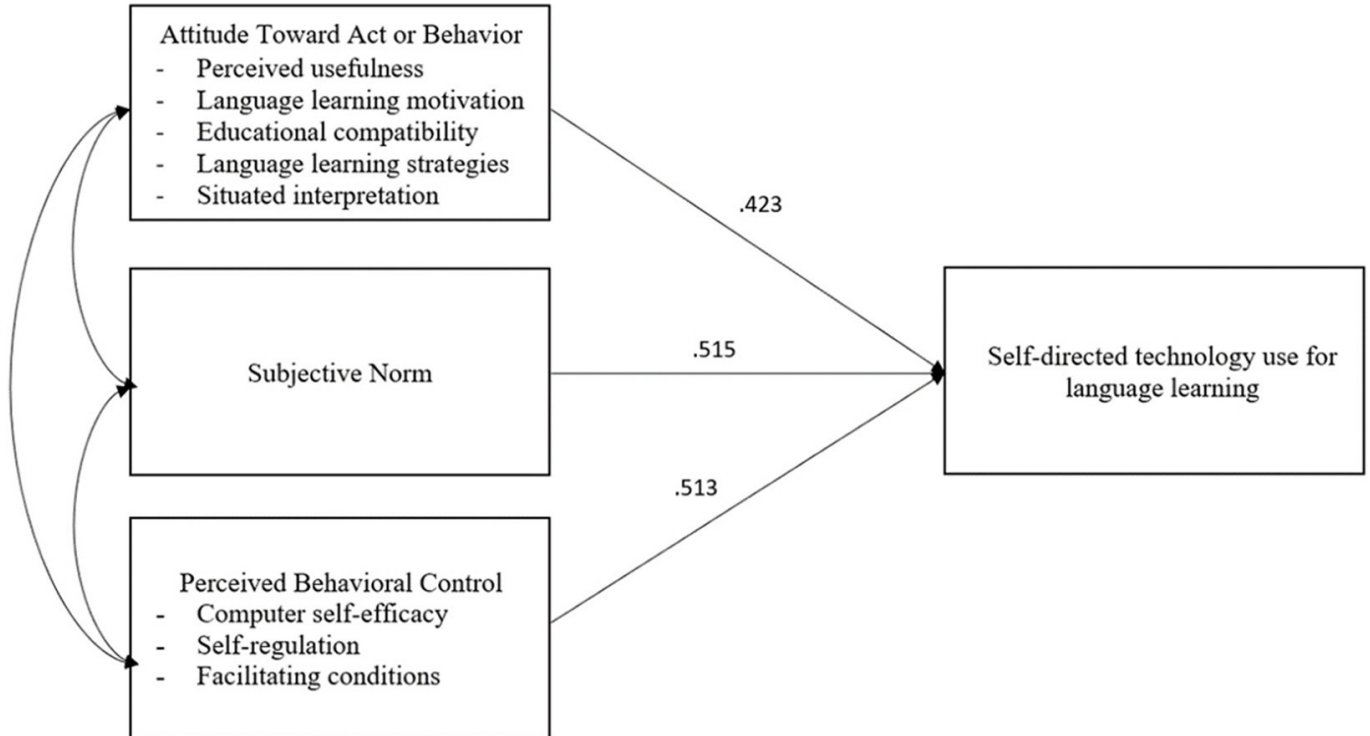 Attitude Toward Act or Behavior
- Perceived usefulness
- Language learning motivation
- Educational compatibility
- Language learning strategies
- Situated interpretation
.423
Subjective Norm
.515
Self-directed technology use for
language learning
.513
Perceived Behavioral Control
- Computer self-efficacy
- Self-regulation
- Facilitating conditions